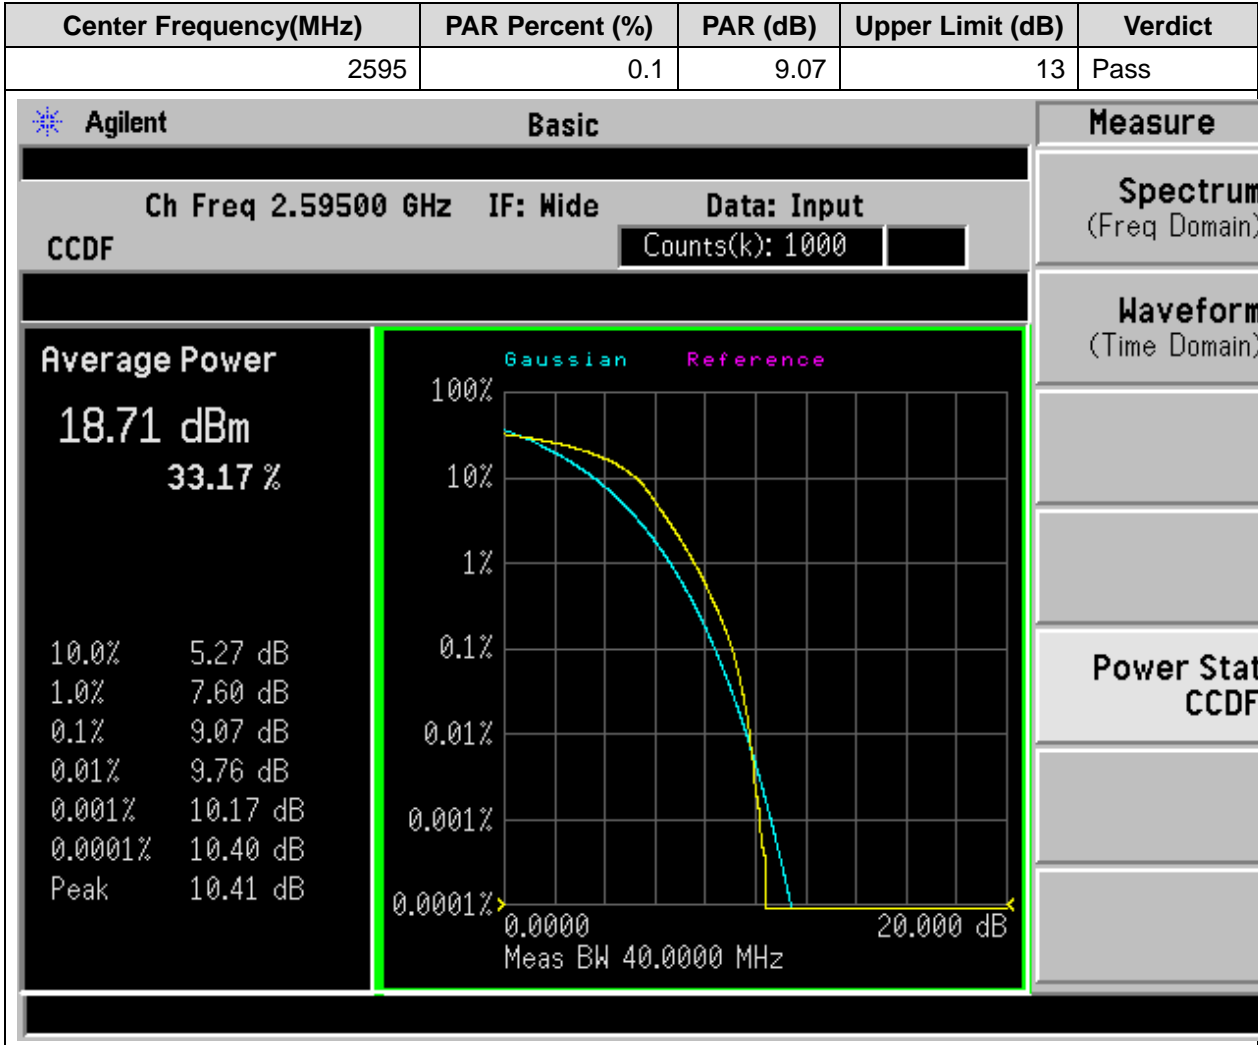 Center Frequency(MHz) PAR Percent (%) PAR (dB) Upper Limit (dB) Verdict
2595 0.1 9.07 13 Pass
Agilent Basic Measure
Ch Freq 2.59500 GHz IF: Wide Data: Input
CCDF Counts(k): 1000
Spectrum
(Freq Domain)
Waveform
(Time Domain)
Power Stat
CCDF
Average Power
18.71 dBm
33.17 %
10.0% 5.27 dB
1.0% 7.60 dB
0.1% 9.07 dB
0.01% 9.76 dB
0.001% 10.17 dB
0.0001% 10.40 dB
Peak 10.41 dB
Gaussian Reference
100%
10%
1%
0.1%
0.01%
0.001%
0.0001%
0.0000 20.000 dB
Meas BW 40.0000 MHz